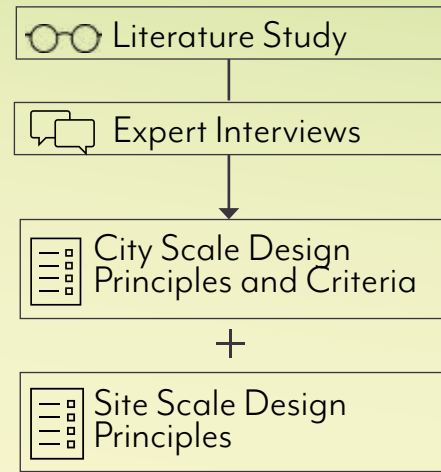 Literature Study
Expert Interviews
City Scale Design
Principles and Criteria
+
Site Scale Design
Principles